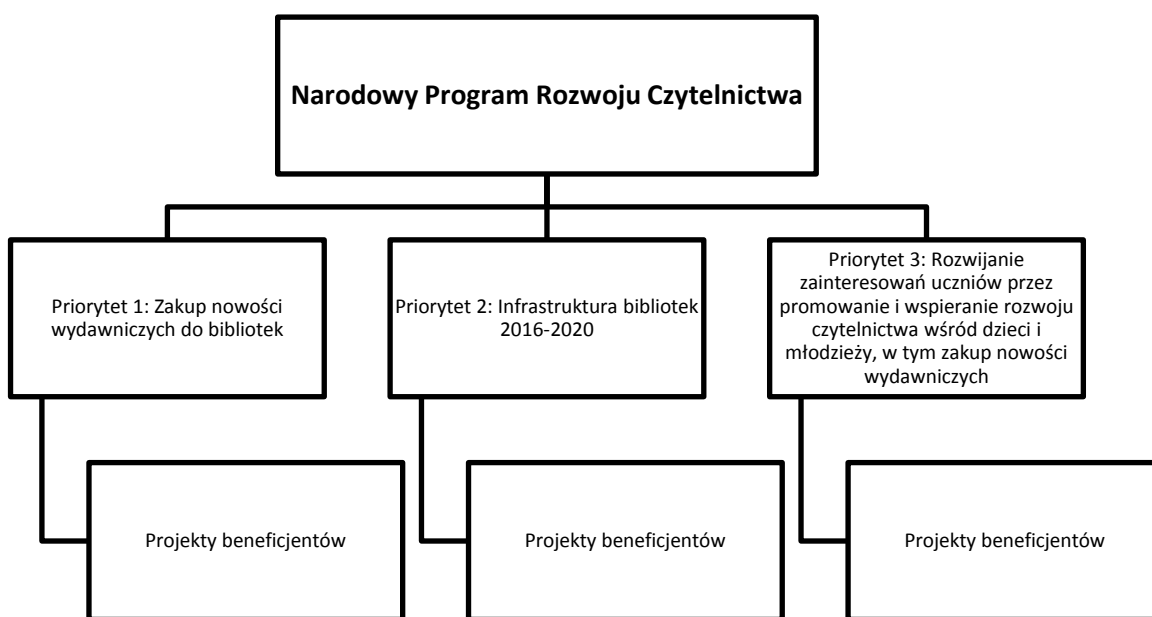 Narodowy Program Rozwoju Czytelnictwa
Priorytet 1: Zakup nowości
wydawniczych do bibliotek
Priorytet 2: Infrastruktura bibliotek
2016-2020
Priorytet 3: Rozwijanie
zainteresowań uczniów przez
promowanie i wspieranie rozwoju
czytelnictwa wśród dzieci i
młodzieży, w tym zakup nowości
wydawniczych
Projekty beneficjentów
Projekty beneficjentów
Projekty beneficjentów